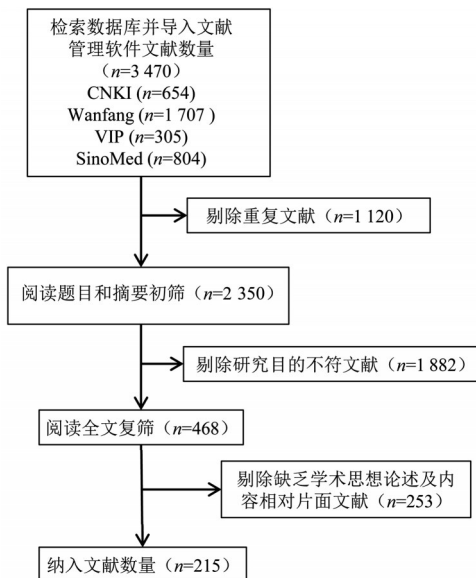 检索数据库并导入文献
管理软件文献数量
（n=3 470）
CNKI (n=654)
Wanfang (n=1 707 )
VIP (n=305)
SinoMed (n=804)
剔除重复文献（n=1 120）
阅读题目和摘要初筛（n=2 350）
剔除研究目的不符文献（n=1 882）
阅读全文复筛（n=468）
剔除缺乏学术思想论述及内
容相对片面文献（n=253）
纳入文献数量（n=215）